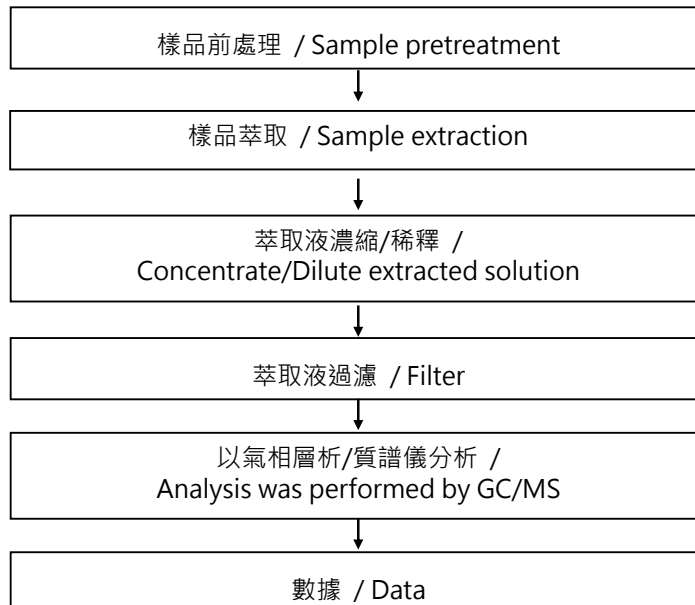 樣品前處理 / Sample pretreatment
樣品萃取 / Sample extraction
萃取液濃縮/稀釋 /
Concentrate/Dilute extracted solution
萃取液過濾 / Filter
以氣相層析/質譜儀分析 /
Analysis was performed by GC/MS
數據 / Data